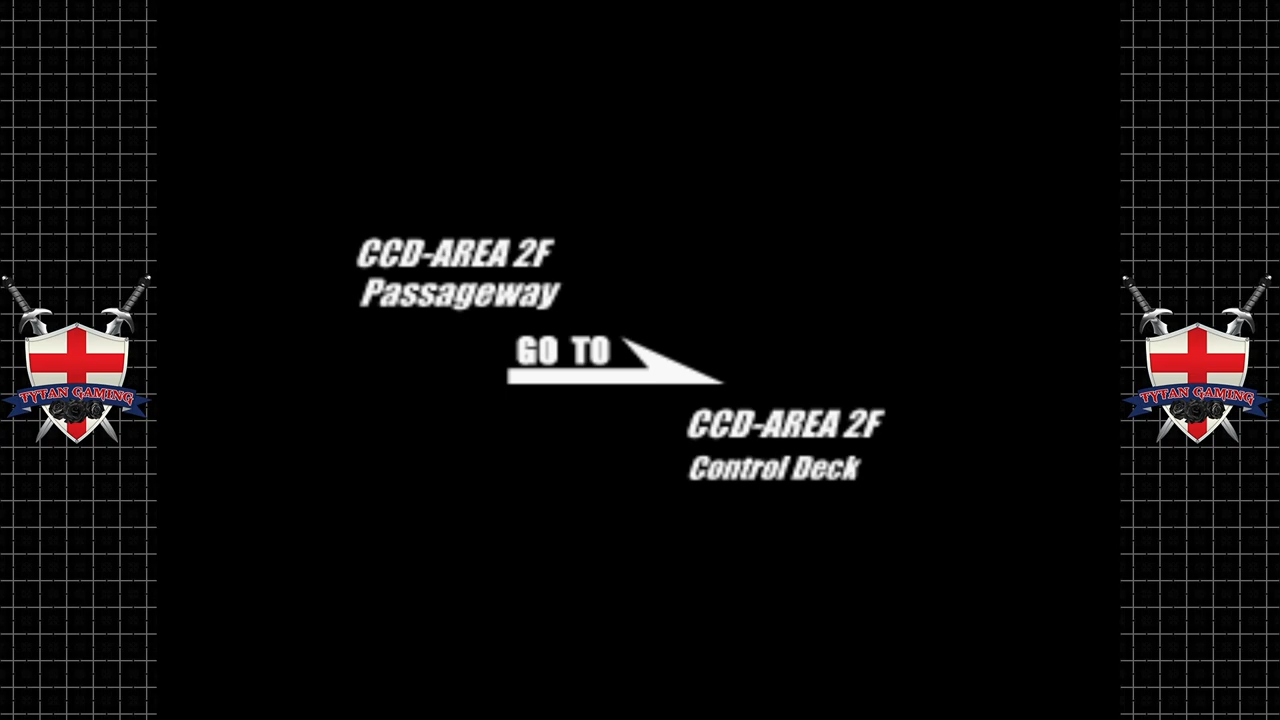 CCD-AREA 2F
Passageway
GO TO
CCD-AREA 2F
Control Deck
TYTAN GAMING
TYTAN GAMING